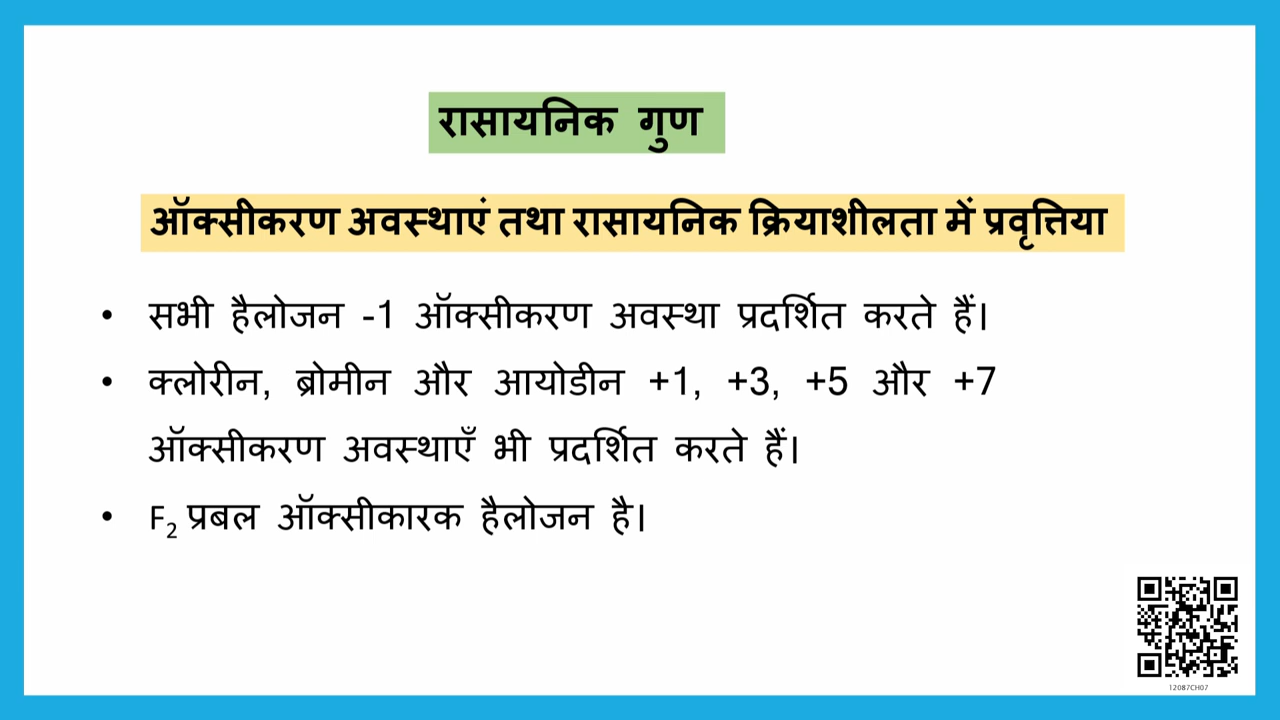 रासायनिक गुण
ऑक्सीकरण अवस्थाएं तथा रासायनिक क्रियाशीलता में प्रवृत्तिया
• सभी हैलोजन -1 ऑक्सीकरण अवस्था प्रदर्शित करते हैं।
• क्लोरीन, ब्रोमीन और आयोडीन +1, +3, +5 और +7
ऑक्सीकरण अवस्थाएँ भी प्रदर्शित करते हैं।
• F₂ प्रबल ऑक्सीकारक हैलोजन है।
12087CH07